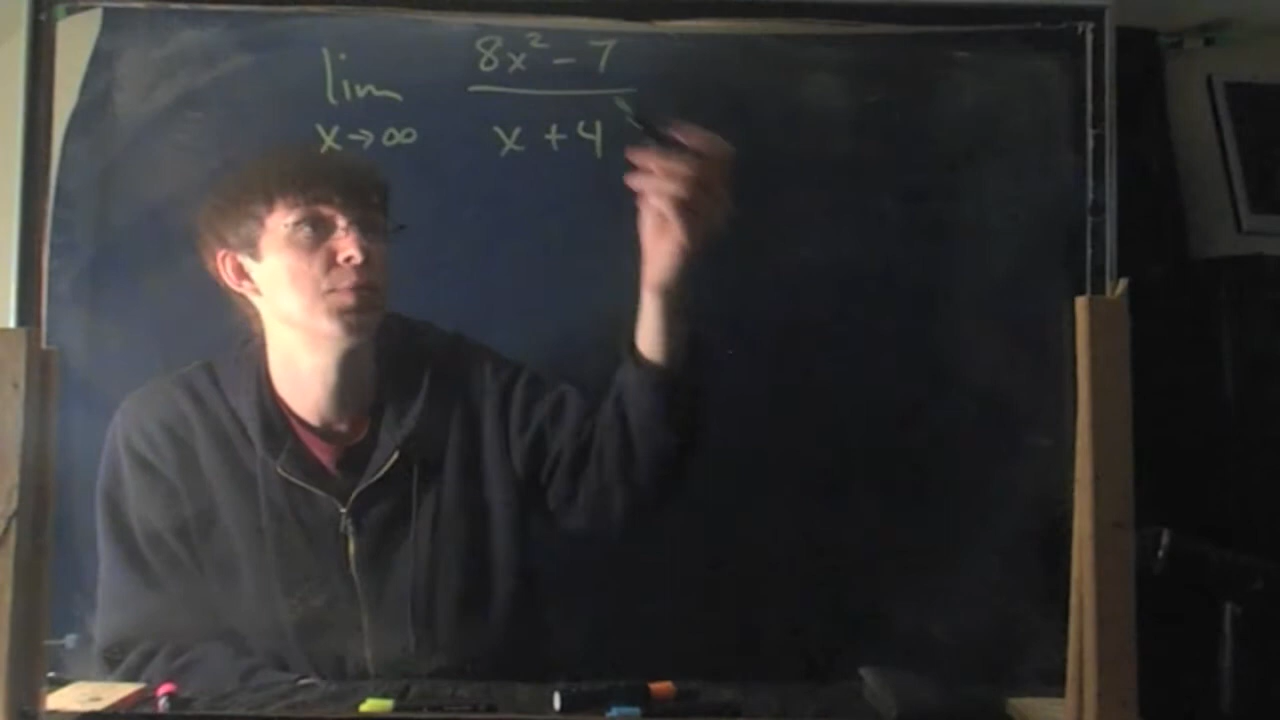 lim 8x² - 7
x→∞ x + 4